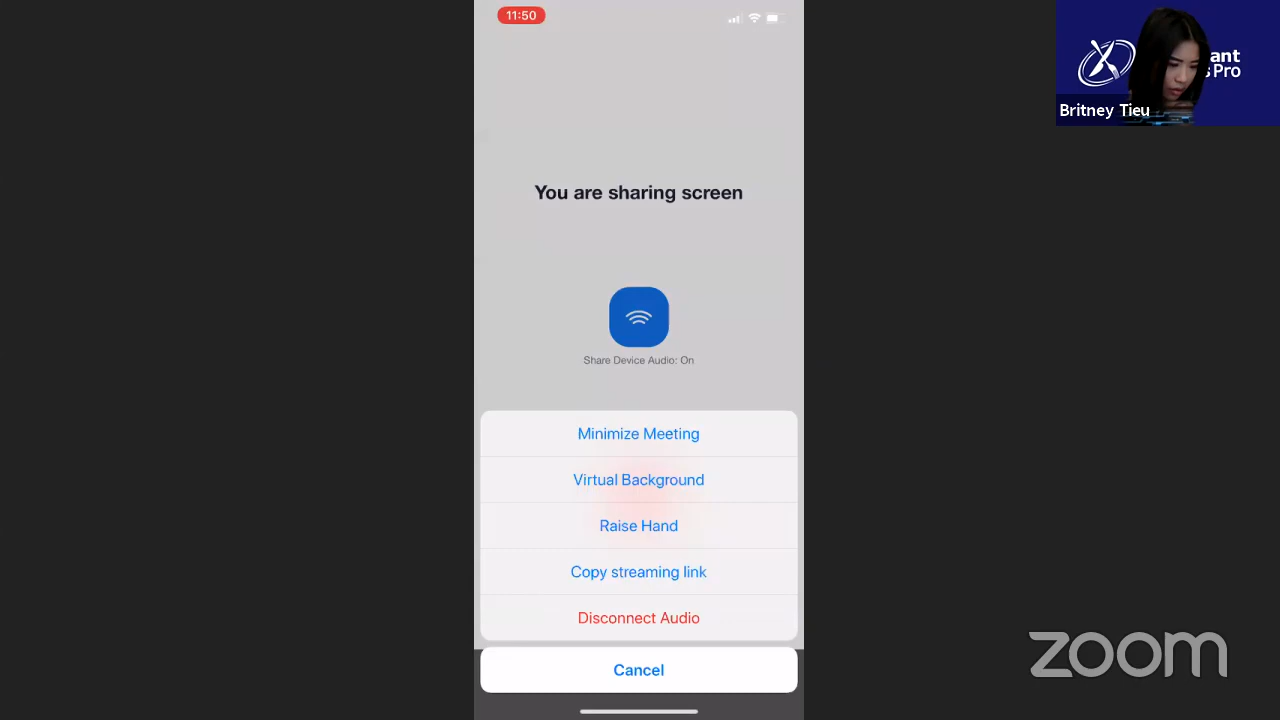 11:50
You are sharing screen
Share Device Audio: On
Minimize Meeting
Virtual Background
Raise Hand
Copy streaming link
Disconnect Audio
Cancel
ant
s Pro
Britney Tieu
zoom